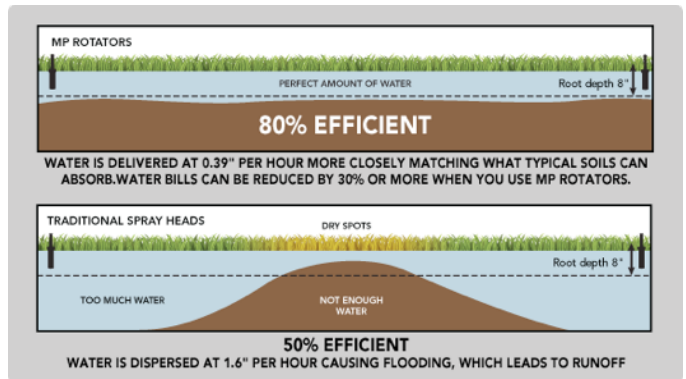 MP ROTATORS
PERFECT AMOUNT OF WATER
Root depth 8"
80% EFFICIENT
WATER IS DELIVERED AT 0.39" PER HOUR MORE CLOSELY MATCHING WHAT TYPICAL SOILS CAN
ABSORB.WATER BILLS CAN BE REDUCED BY 30% OR MORE WHEN YOU USE MP ROTATORS.
TRADITIONAL SPRAY HEADS
DRY SPOTS
Root depth 8"
TOO MUCH WATER
NOT ENOUGH
WATER
50% EFFICIENT
WATER IS DISPERSED AT 1.6" PER HOUR CAUSING FLOODING, WHICH LEADS TO RUNOFF